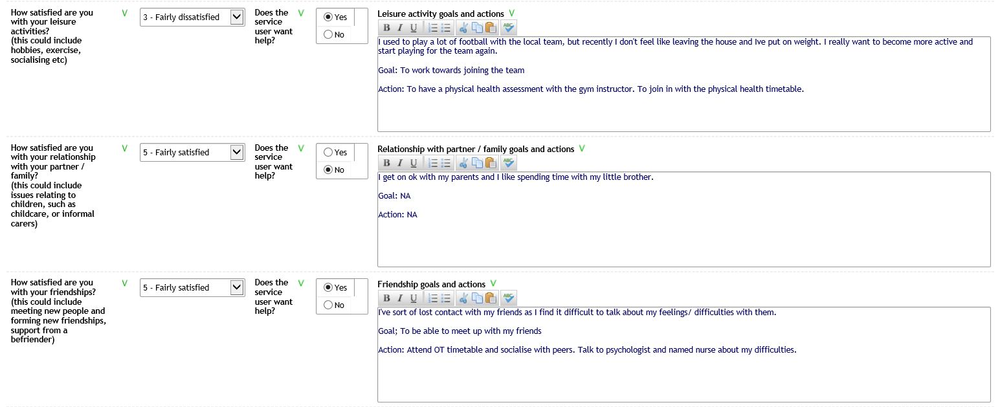 How satisfied are you
with your leisure
activities?
(this could include
hobbies, exercise,
socialising etc)
V
3 - Fairly dissatisfied
Does the
service
user want
help?
V
Yes
No
Leisure activity goals and actions V
B I U ABC
I used to play a lot of football with the local team, but recently I don't feel like leaving the house and Ive put on weight. I really want to become more active and
start playing for the team again.
Goal: To work towards joining the team
Action: To have a physical health assessment with the gym instructor. To join in with the physical health timetable.
How satisfied are you
with your relationship
with your partner /
family?
(this could include
issues relating to
children, such as
childcare, or informal
carers)
V
5 - Fairly satisfied
Does the
service
user want
help?
V
Yes
No
Relationship with partner / family goals and actions V
B I U ABC
I get on ok with my parents and I like spending time with my little brother.
Goal: NA
Action: NA
How satisfied are you
with your friendships?
(this could include
meeting new people and
forming new friendships,
support from a
befriender)
V
5 - Fairly satisfied
Does the
service
user want
help?
V
Yes
No
Friendship goals and actions V
B I U ABC
I've sort of lost contact with my friends as I find it difficult to talk about my feelings/ difficulties with them.
Goal; To be able to meet up with my friends
Action: Attend OT timetable and socialise with peers. Talk to psychologist and named nurse about my difficulties.